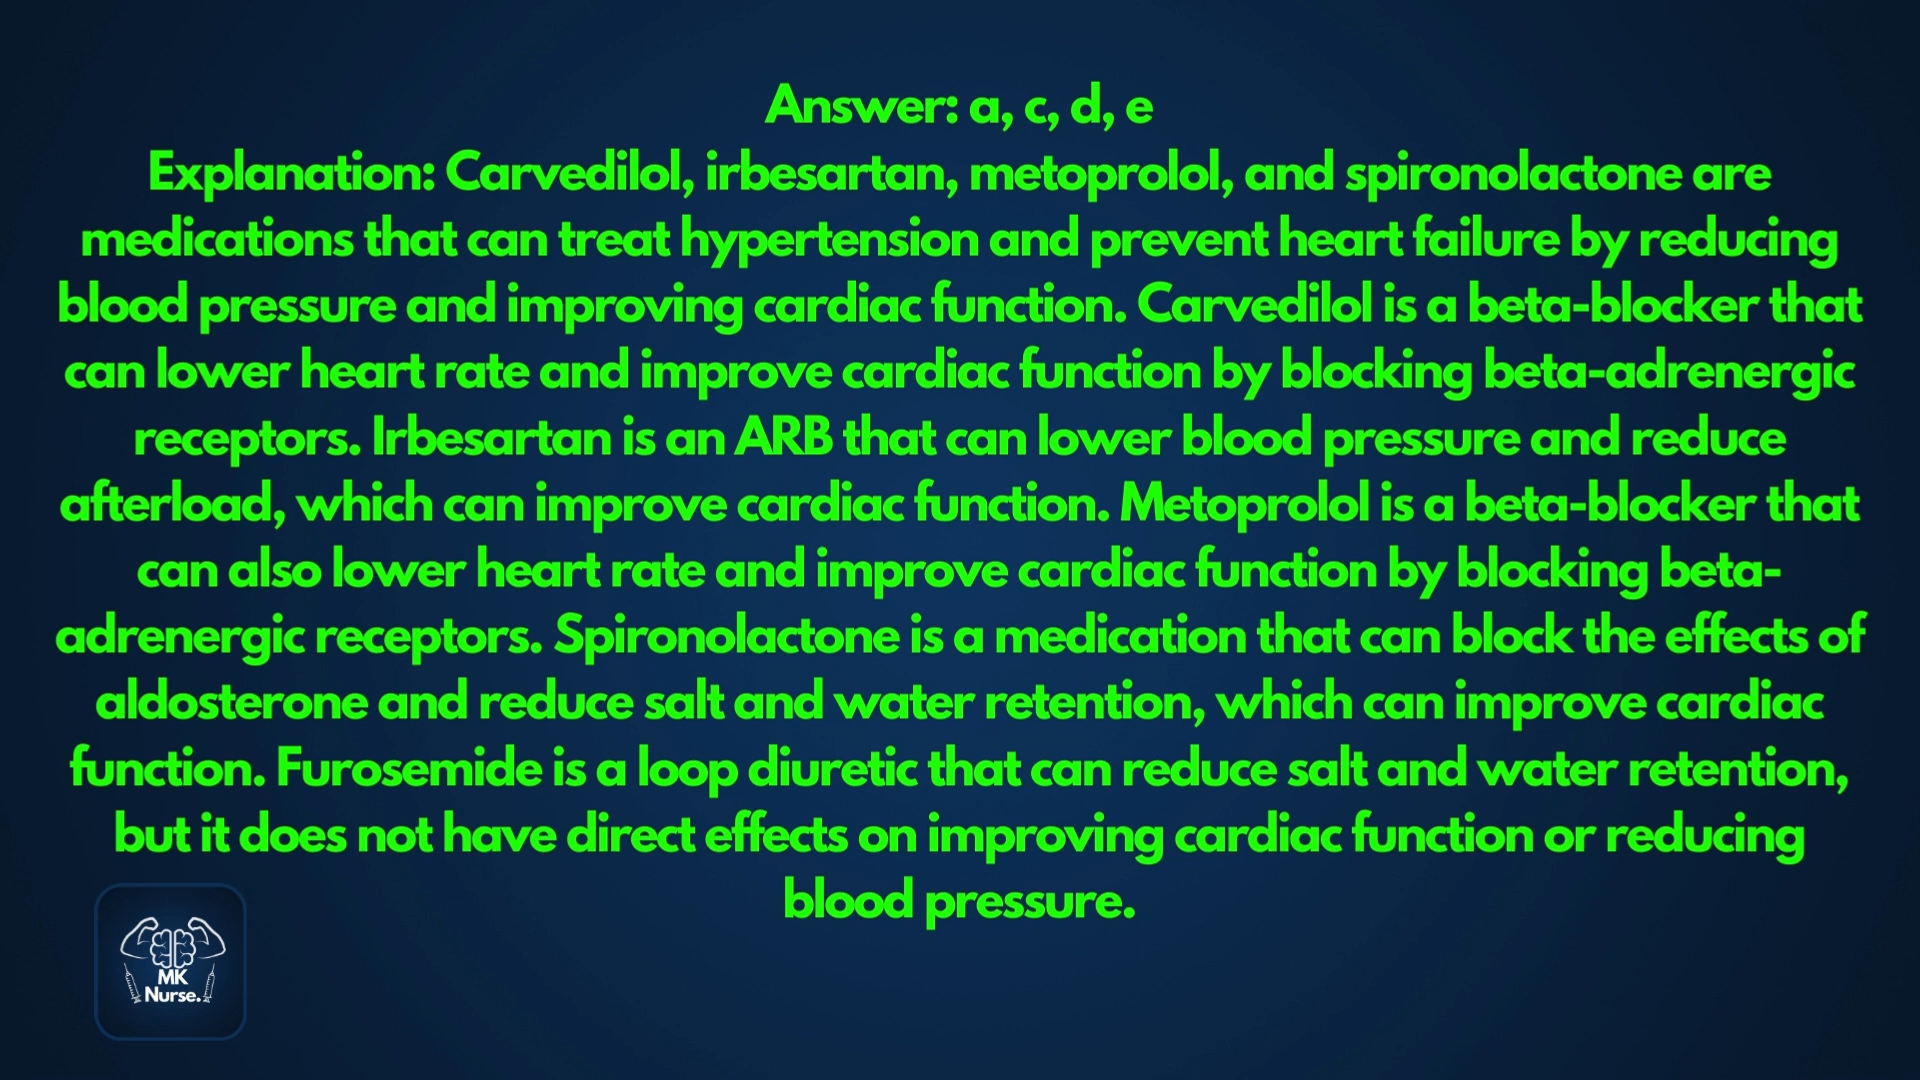 Answer: a, c, d, e
Explanation: Carvedilol, irbesartan, metoprolol, and spironolactone are
medications that can treat hypertension and prevent heart failure by reducing
blood pressure and improving cardiac function. Carvedilol is a beta-blocker that
can lower heart rate and improve cardiac function by blocking beta-adrenergic
receptors. Irbesartan is an ARB that can lower blood pressure and reduce
afterload, which can improve cardiac function. Metoprolol is a beta-blocker that
can also lower heart rate and improve cardiac function by blocking beta-
adrenergic receptors. Spironolactone is a medication that can block the effects of
aldosterone and reduce salt and water retention, which can improve cardiac
function. Furosemide is a loop diuretic that can reduce salt and water retention,
but it does not have direct effects on improving cardiac function or reducing
blood pressure.
MK
Nurse.